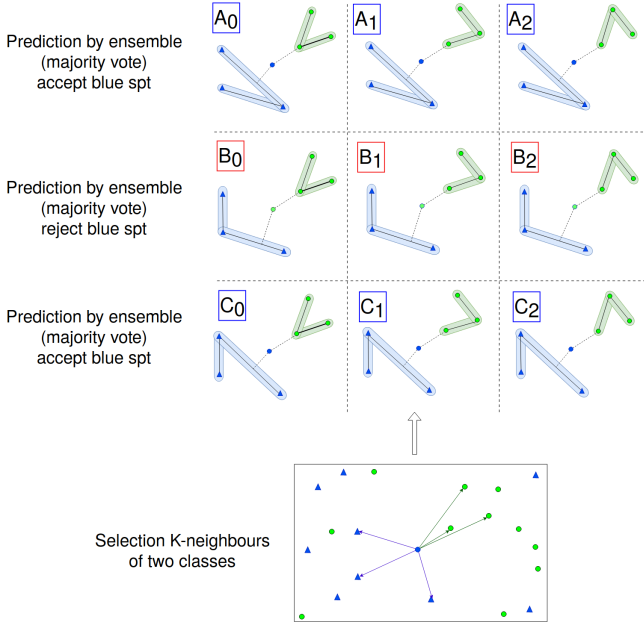 A0
A1
A2
Prediction by ensemble
(majority vote)
accept blue spt
B0
B1
B2
Prediction by ensemble
(majority vote)
reject blue spt
C0
C1
C2
Prediction by ensemble
(majority vote)
accept blue spt
Selection K-neighbours
of two classes